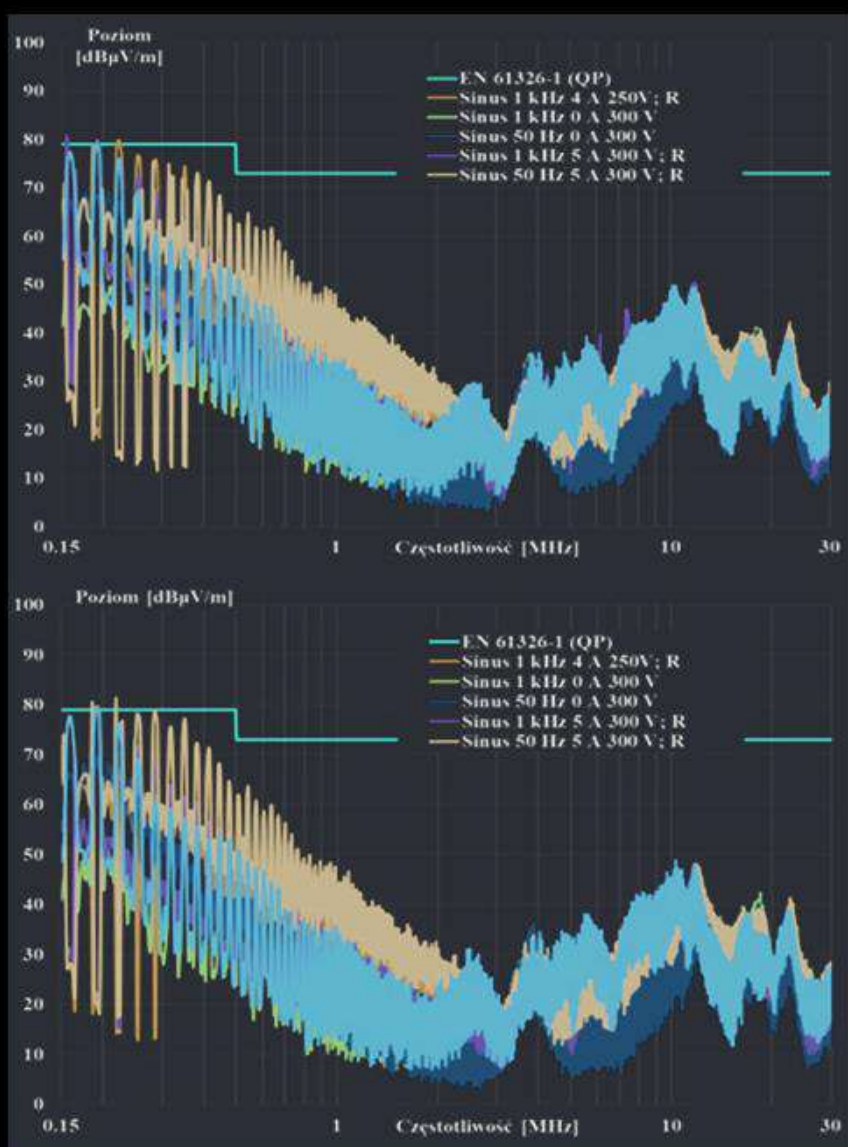 Poziom
[dBµV/m]
100
90
80
70
60
50
40
30
20
10
0
EN 61326-1 (QP)
Sinus 1 kHz 4 A 250V; R
Sinus 1 kHz 0 A 300 V
Sinus 50 Hz 0 A 300 V
Sinus 1 kHz 5 A 300 V; R
Sinus 50 Hz 5 A 300 V; R
0.15 1 Częstotliwość [MHz] 10 30
Poziom [dBµV/m]
100
90
80
70
60
50
40
30
20
10
0
EN 61326-1 (QP)
Sinus 1 kHz 4 A 250V; R
Sinus 1 kHz 0 A 300 V
Sinus 50 Hz 0 A 300 V
Sinus 1 kHz 5 A 300 V; R
Sinus 50 Hz 5 A 300 V; R
0.15 1 Częstotliwość [MHz] 10 30